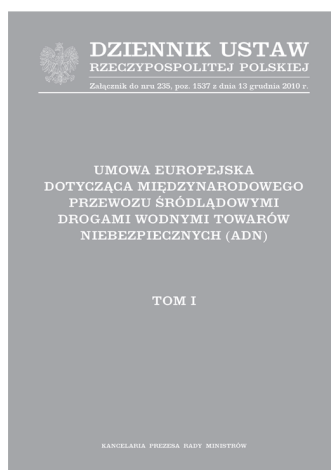 DZIENNIK USTAW
RZECZYPOSPOLITEJ POLSKIEJ
Załącznik do nru 235, poz. 1537 z dnia 13 grudnia 2010 r.
UMOWA EUROPEJSKA
DOTYCZĄCA MIĘDZYNARODOWEGO
PRZEWOZU ŚRÓDLĄDOWYMI
DROGAMI WODNYMI TOWARÓW
NIEBEZPIECZNYCH (ADN)
TOM I
KANCELARIA PREZESA RADY MINISTRÓW